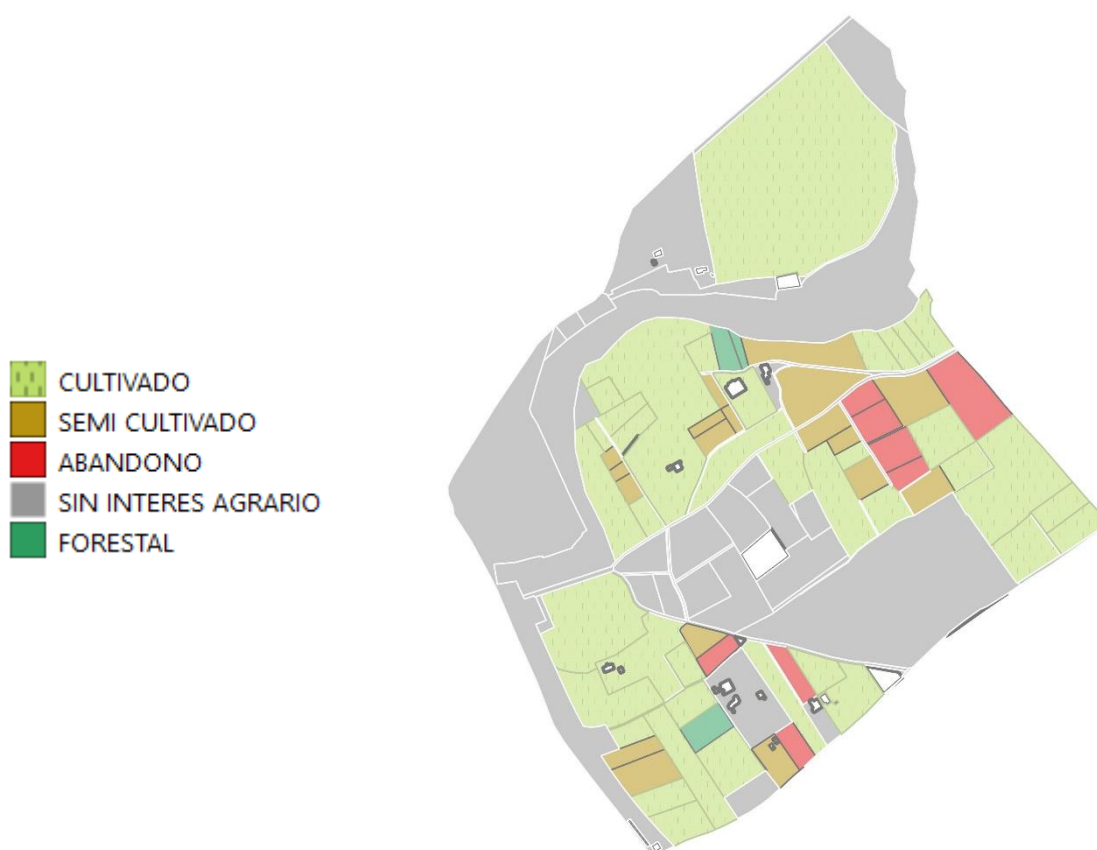 CULTIVADO
SEMI CULTIVADO
ABANDONO
SIN INTERES AGRARIO
FORESTAL